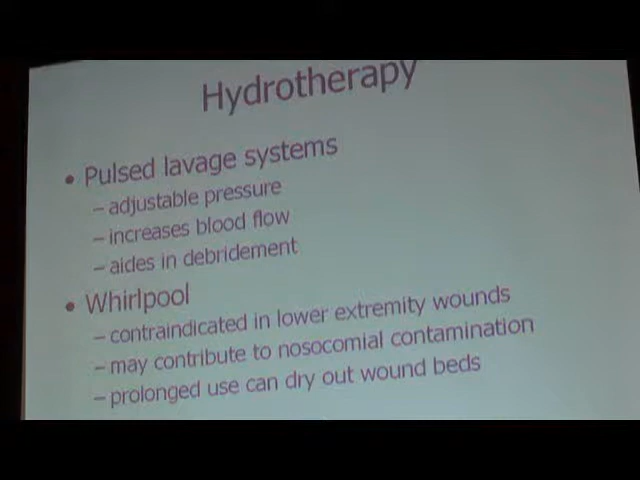 Hydrotherapy
• Pulsed lavage systems
– adjustable pressure
– increases blood flow
– aides in debridement
• Whirlpool
– contraindicated in lower extremity wounds
– may contribute to nosocomial contamination
– prolonged use can dry out wound beds